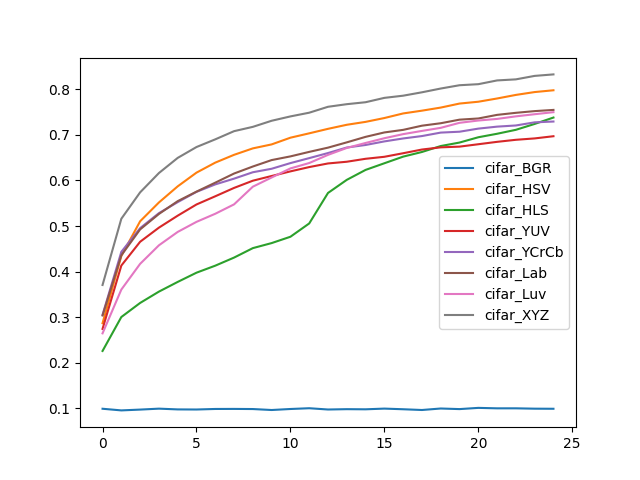 0.8
0.7
0.6
0.5
0.4
0.3
0.2
0.1
0 5 10 15 20 25
cifar_BGR
cifar_HSV
cifar_HLS
cifar_YUV
cifar_YCrCb
cifar_Lab
cifar_Luv
cifar_XYZ